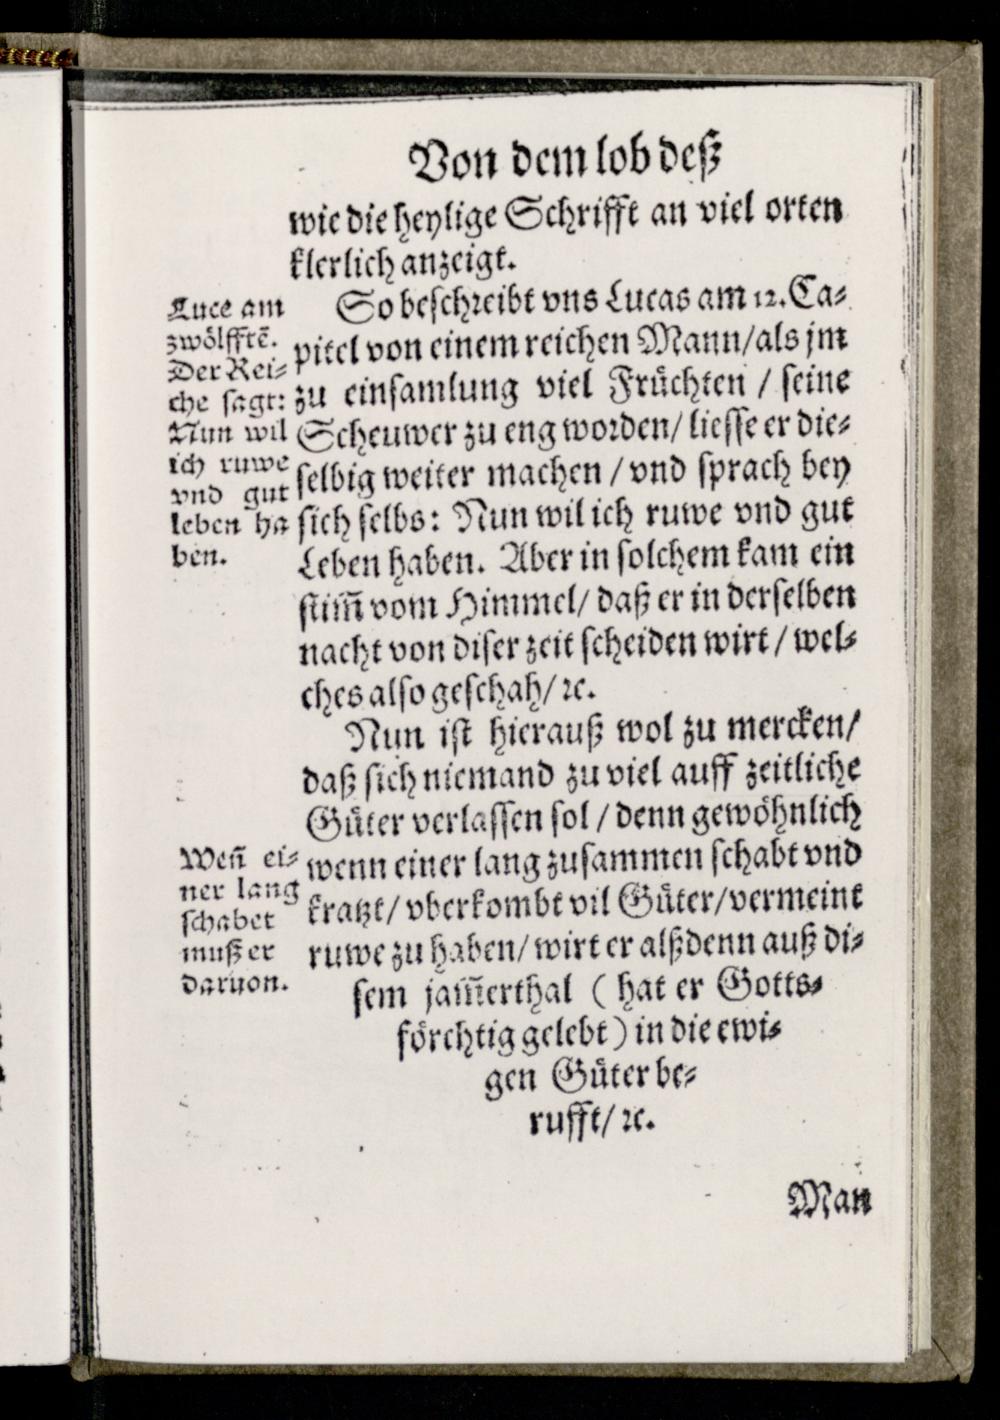 Von dem lob deß
wie die heylige Schrifft an viel orten
klerlich anzeigt.
Luce am
zwölfftē.
Der Rei⸗
che sagt:
Nun wil
ich ruwe
vnd gut
leben ha
ben.
So beschreibt vns Lucas am 12. Ca⸗
pitel von einem reichen Mann/ als jm
zu einsamlung viel Früchten / seine
Scheuwer zu eng worden/ liesse er die⸗
selbig weiter machen / vnd sprach bey
sich selbs: Nun wil ich ruwe vnd gut
Leben haben. Aber in solchem kam ein
stim̃ vom Himmel/ daß er in derselben
nacht von diser zeit scheiden wirt / wel⸗
ches also geschah/ ꝛc.
Nun ist hierauß wol zu mercken/
daß sich niemand zu viel auff zeitliche
Güter verlassen sol / denn gewöhnlich
wenn einer lang zusammen schabt vnd
kratzt/ vberkombt vil Güter/ vermeint
ruwe zu haben/ wirt er alßdenn auß di⸗
sem jam̃erthal ( hat er Gotts⸗
förchtig gelebt ) in die ewi⸗
gen Güter be⸗
rufft/ ꝛc.
Weñ ei⸗
ner lang
schabet
muß er
daruon.
Man